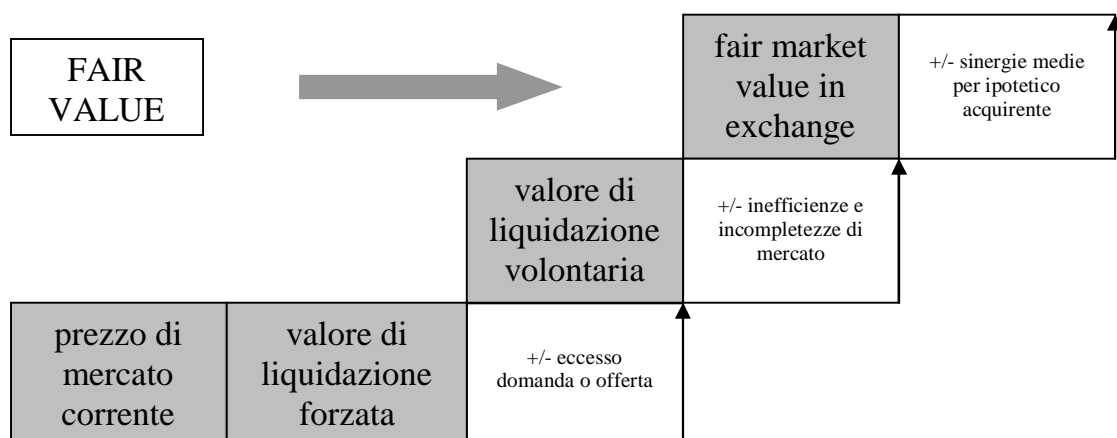 FAIR
VALUE
fair market
value in
exchange
+/- sinergie medie
per ipotetico
acquirente
valore di
liquidazione
volontaria
+/- inefficienze e
incompletezze di
mercato
prezzo di
mercato
corrente
valore di
liquidazione
forzata
+/- eccesso
domanda o offerta